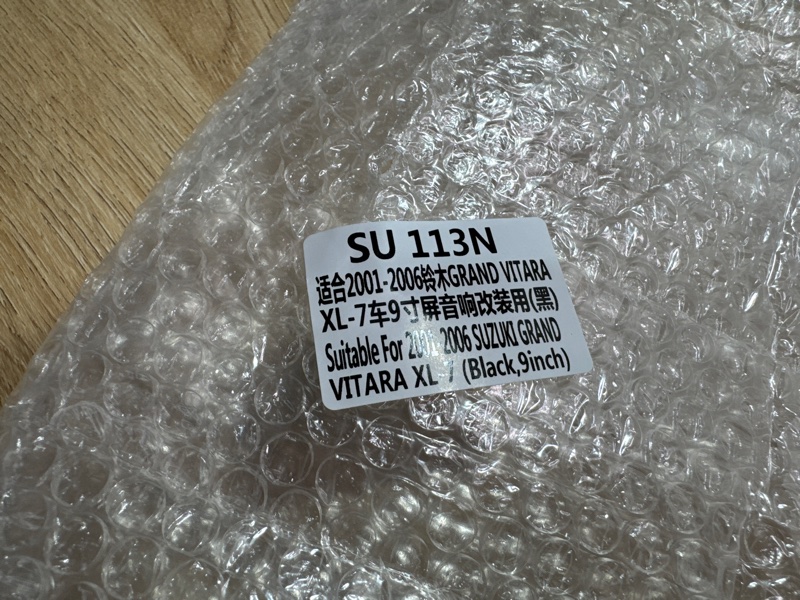 SU 113N
适合2001-2006铃木GRAND VITARA
XL-7车9寸屏音响改装用(黑)
Suitable For 2001-2006 SUZUKI GRAND
VITARA XL-7 (Black,9inch)